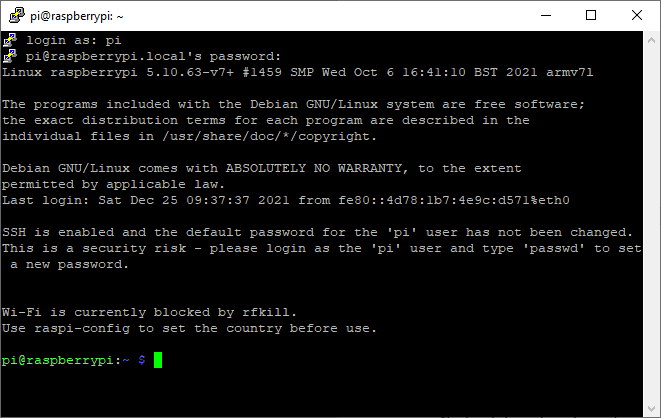 pi@raspberrypi: ~
login as: pi
pi@raspberrypi.local's password:
Linux raspberrypi 5.10.63-v7+ #1459 SMP Wed Oct 6 16:41:10 BST 2021 armv7l
The programs included with the Debian GNU/Linux system are free software;
the exact distribution terms for each program are described in the
individual files in /usr/share/doc/*/copyright.
Debian GNU/Linux comes with ABSOLUTELY NO WARRANTY, to the extent
permitted by applicable law.
Last login: Sat Dec 25 09:37:37 2021 from fe80::4d78:1b7:4e9c:d571%eth0
SSH is enabled and the default password for the 'pi' user has not been changed.
This is a security risk - please login as the 'pi' user and type 'passwd' to set
 a new password.
Wi-Fi is currently blocked by rfkill.
Use raspi-config to set the country before use.
pi@raspberrypi:~ $